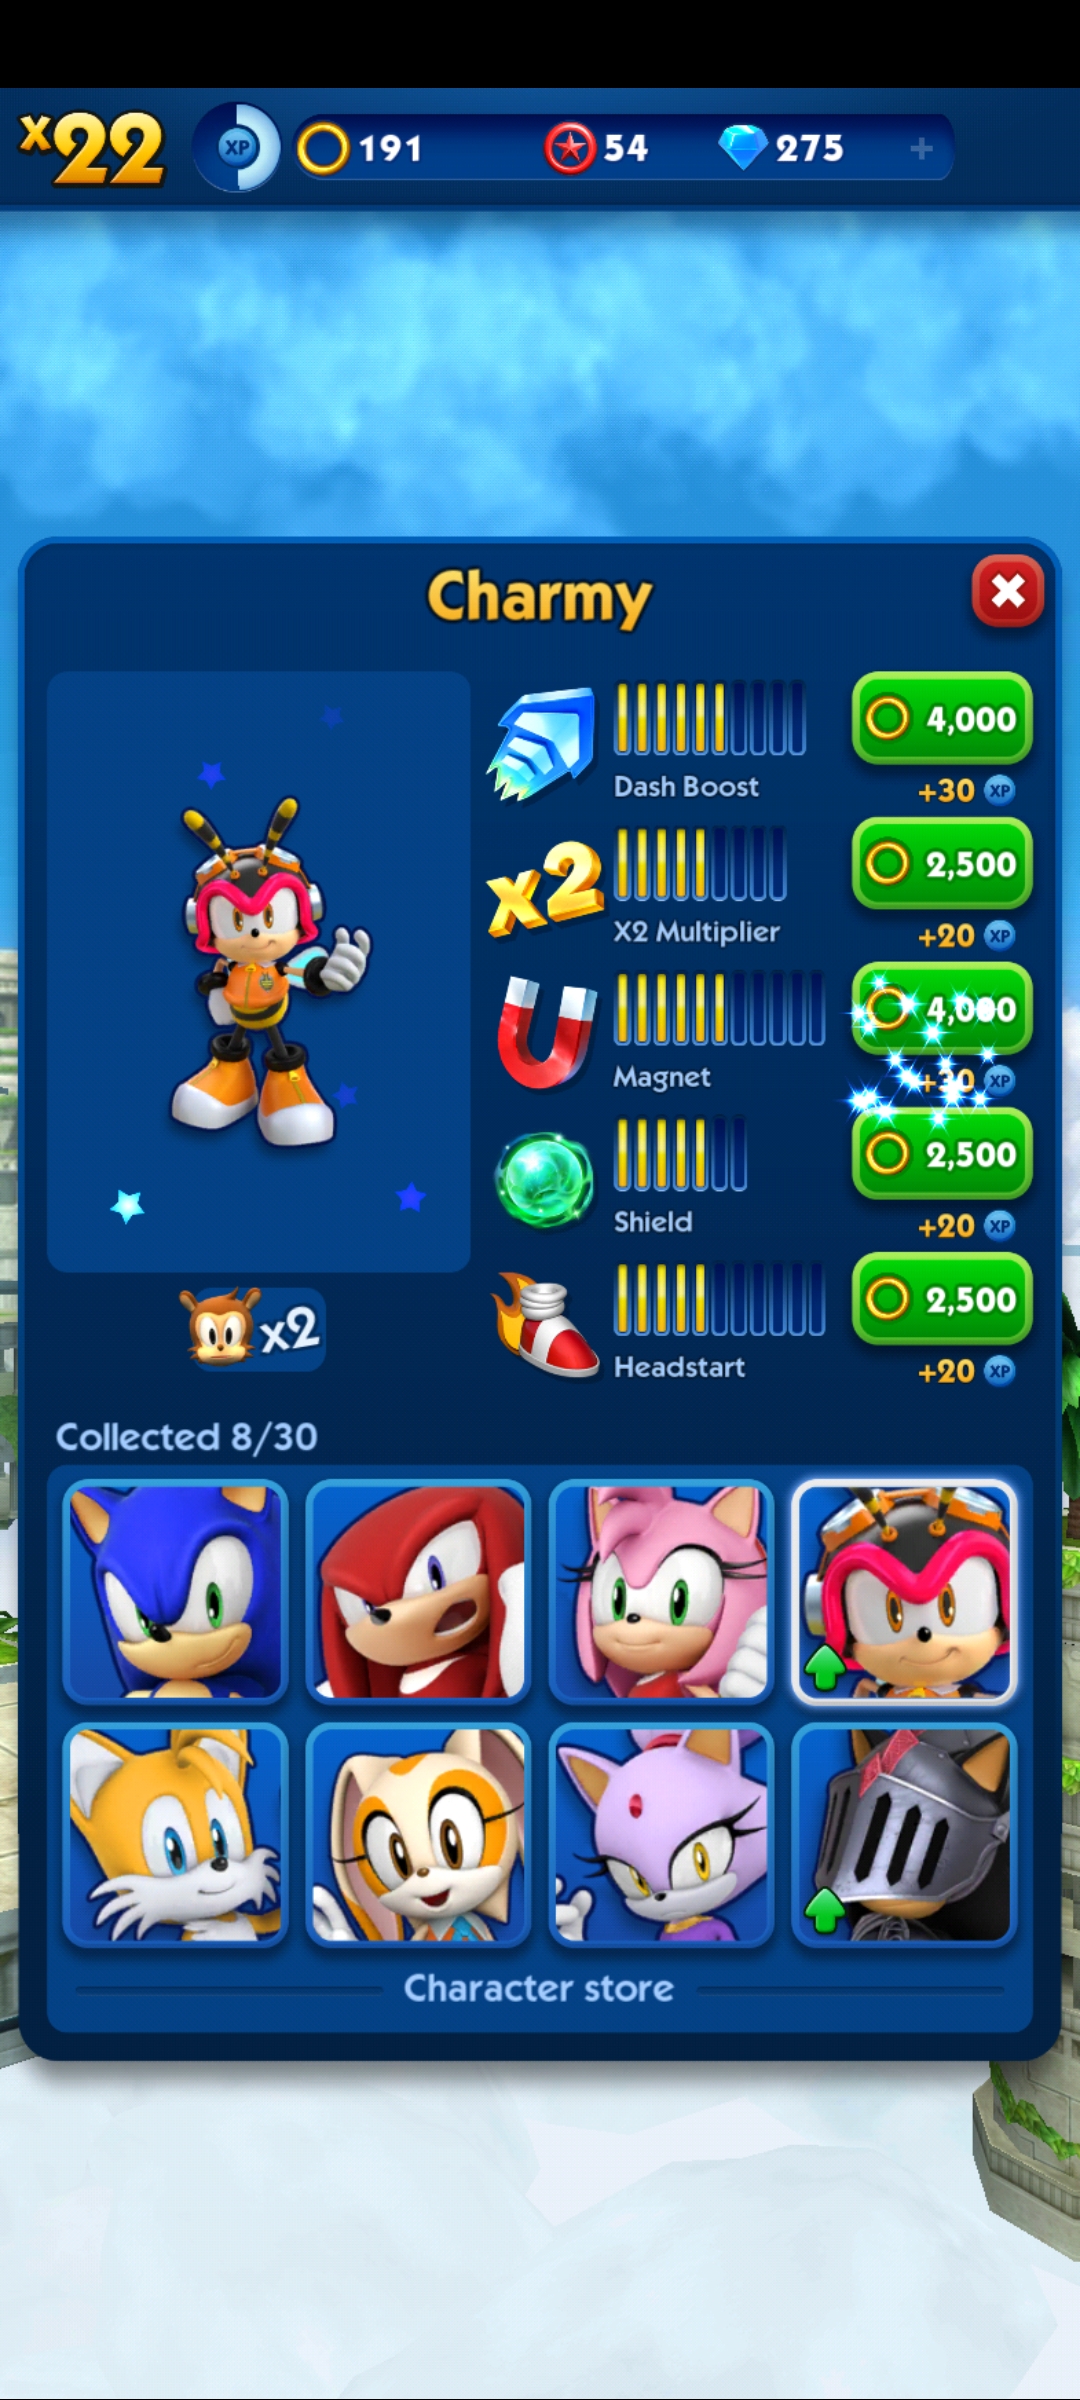 x22 XP 191 54 275 +
Charmy
4,000
Dash Boost +30 XP
x2 2,500
X2 Multiplier +20 XP
4,000
Magnet +30 XP
2,500
Shield +20 XP
x2 2,500
Headstart +20 XP
Collected 8/30
Character store